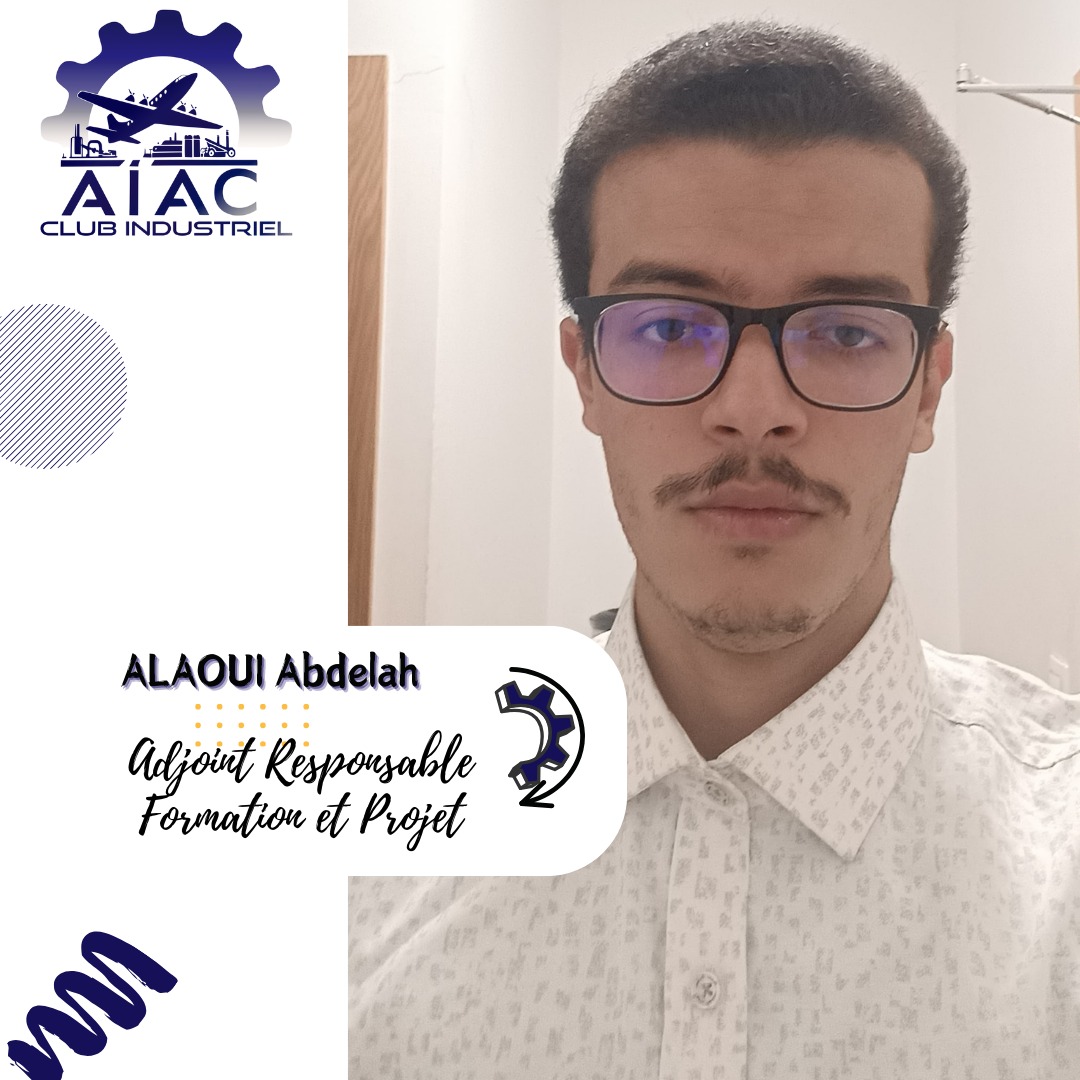 AIAC
CLUB INDUSTRIEL
ALAOUI Abdelah
Adjoint Responsable
Formation et Projet